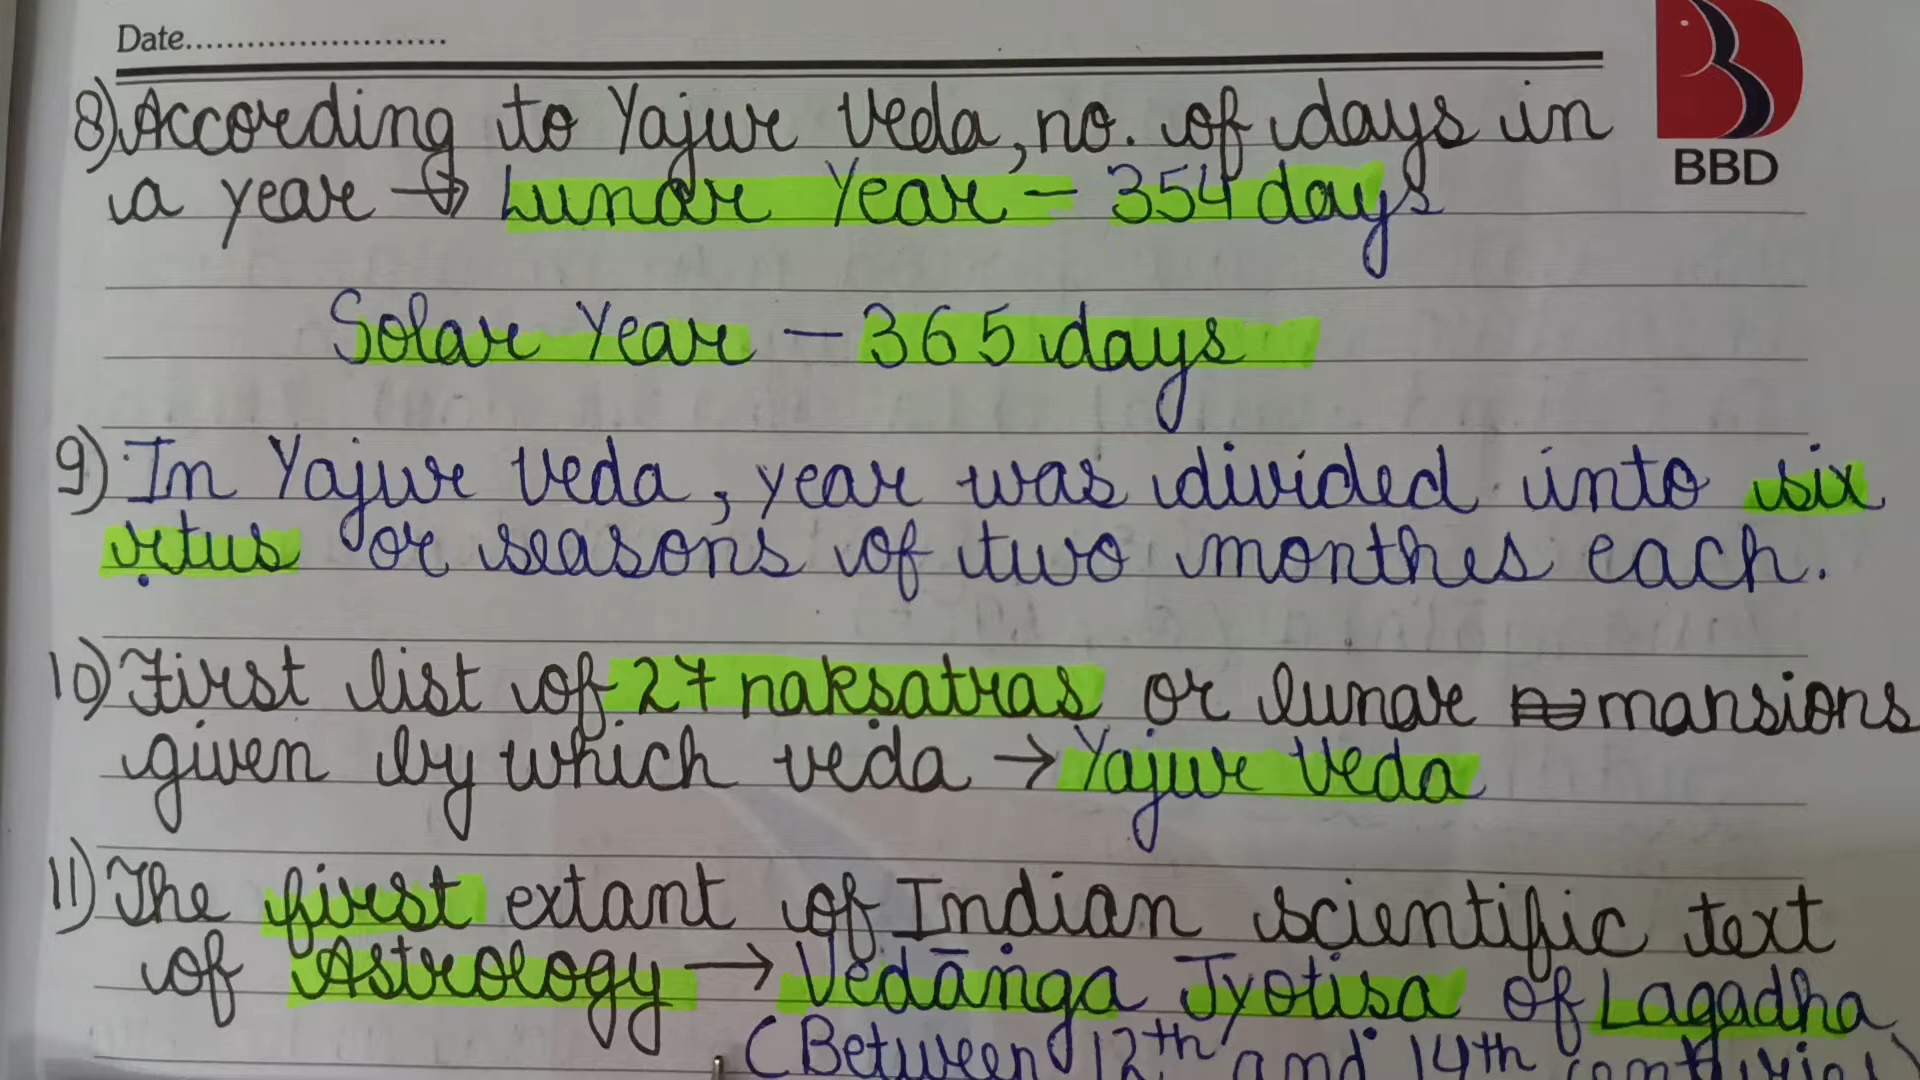 Date........................
BBD
8) According to Yajur Veda, no. of days in
a year → Lunar Year – 354 days
Solar Year – 365 days
9) In Yajur Veda, year was divided into six
ṛtus or seasons of two monthes each.
10) First list of 27 nakṣatras or lunar mansions
given by which veda → Yajur Veda
11) The first extant of Indian scientific text
of Astrology → Vedāṅga Jyotiṣa of Lagadha
(Between 12th and 14th centuries)